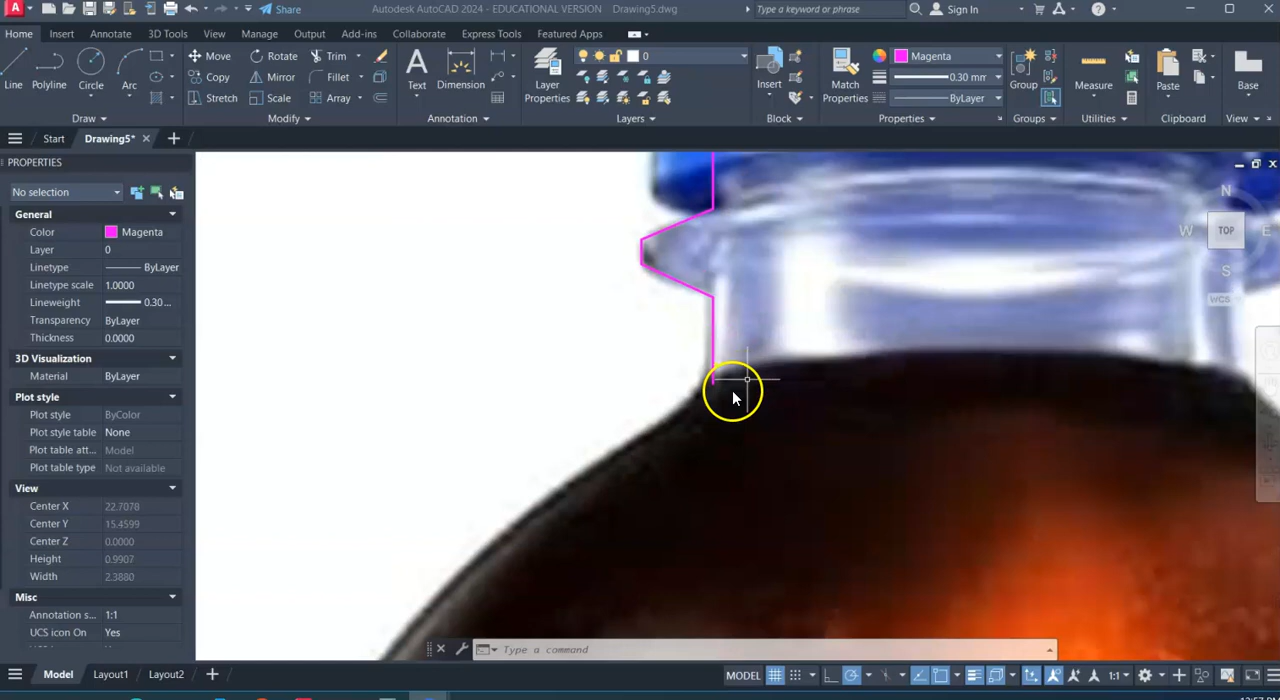 Share
Autodesk AutoCAD 2024 - EDUCATIONAL VERSION Drawing5.dwg
Type a keyword or phrase
Sign In
Home Insert Annotate 3D Tools View Manage Output Add-ins Collaborate Express Tools Featured Apps
Line Polyline Circle Arc
Move Rotate Trim
Copy Mirror Fillet
Stretch Scale Array
Text Dimension
Layer Properties
0
Insert
Match Properties
Magenta
0.30 mm
ByLayer
Group
Measure
Paste
Base
Draw Modify Annotation Layers Block Properties Groups Utilities Clipboard View
Start Drawing5*
PROPERTIES
No selection
General
Color Magenta
Layer 0
Linetype ByLayer
Linetype scale 1.0000
Lineweight 0.30 ...
Transparency ByLayer
Thickness 0.0000
3D Visualization
Material ByLayer
Plot style
Plot style ByColor
Plot style table None
Plot table att... Model
Plot table type Not available
View
Center X 22.7078
Center Y 15.4599
Center Z 0.0000
Height 0.9907
Width 2.3880
Misc
Annotation s... 1:1
UCS icon On Yes
N
W TOP E
S
WCS
Type a command
Model Layout1 Layout2
MODEL
1:1